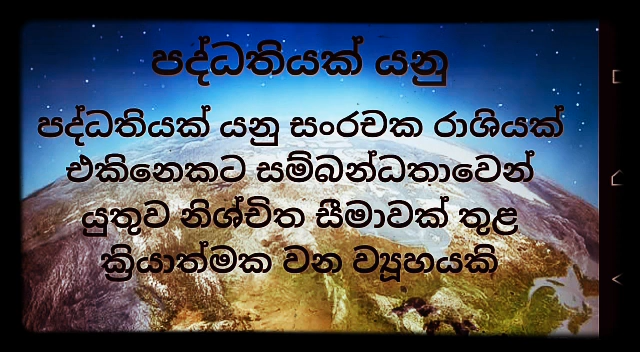 පද්ධතියක් යනු
පද්ධතියක් යනු සංරචක රාශියක්
එකිනෙකට සම්බන්ධතාවෙන්
යුතුව නිශ්චිත සීමාවක් තුළ
ක්‍රියාත්මක වන ව්‍යූහයකි